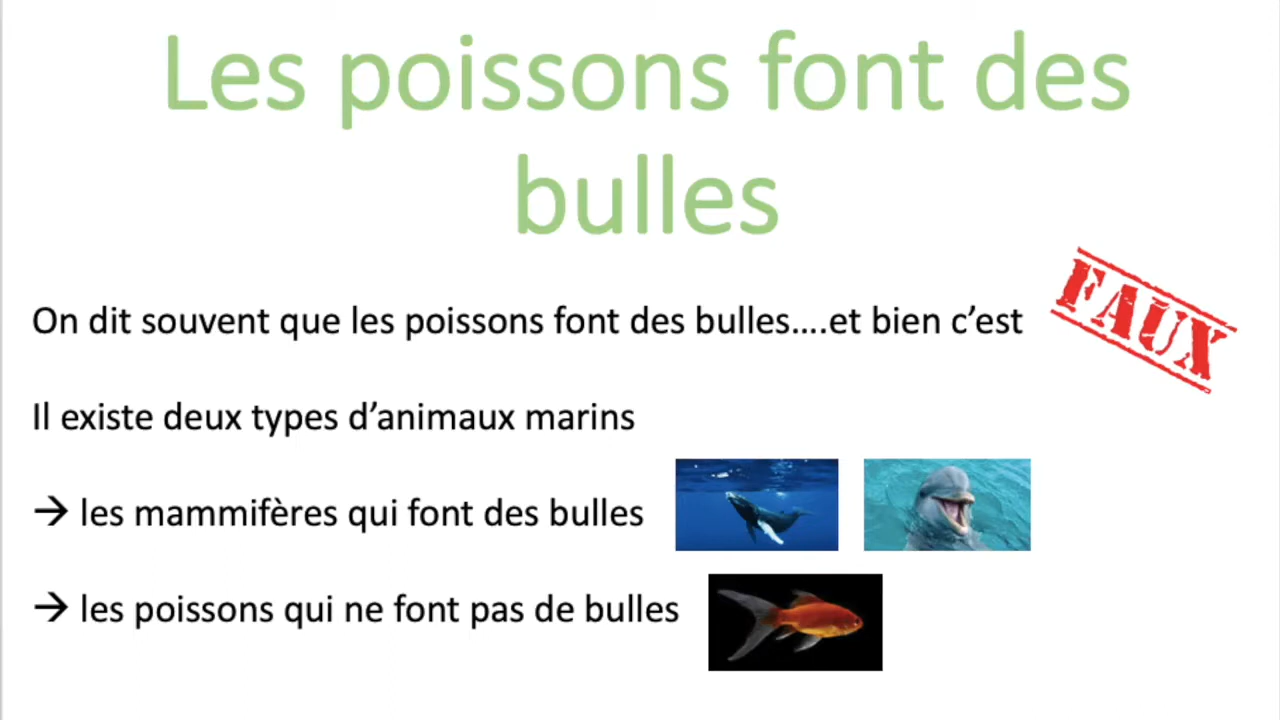 Les poissons font des
bulles
On dit souvent que les poissons font des bulles….et bien c’est
FAUX
Il existe deux types d’animaux marins
→ les mammifères qui font des bulles
→ les poissons qui ne font pas de bulles